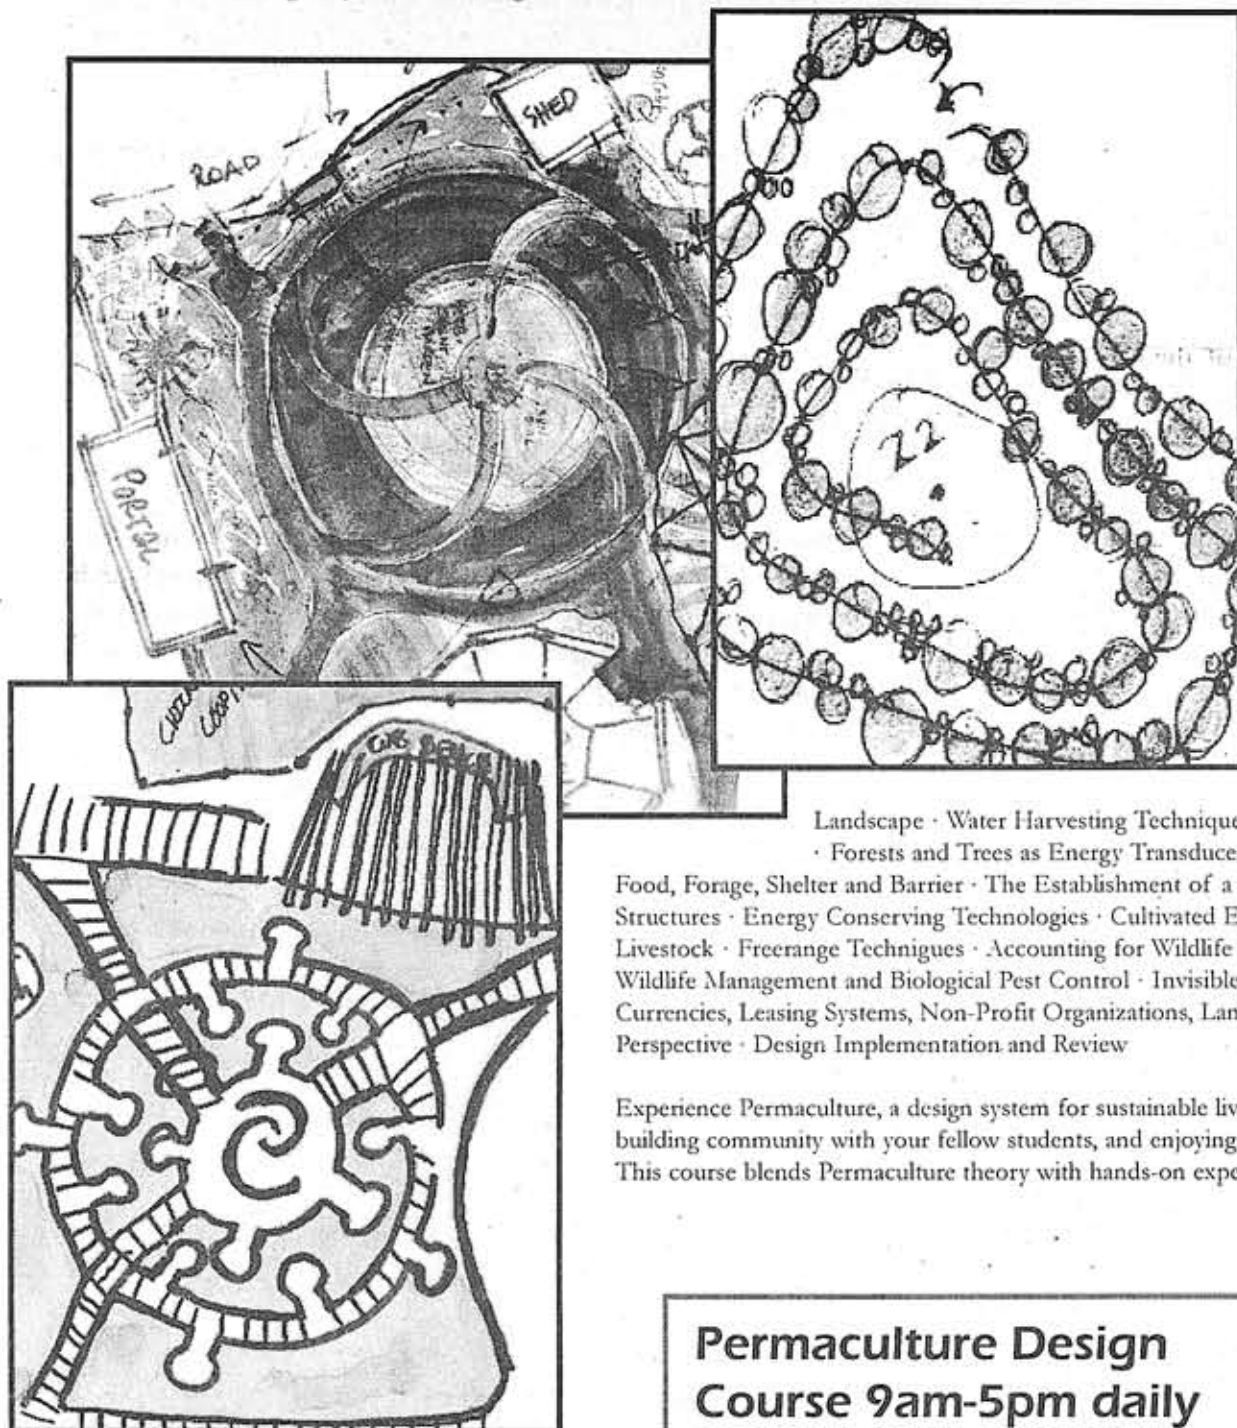 SHED
ROAD
PORTAL
Z2
Landscape · Water Harvesting Technique
· Forests and Trees as Energy Transduce
Food, Forage, Shelter and Barrier · The Establishment of a
Structures · Energy Conserving Technologies · Cultivated E
Livestock · Freerange Techniques · Accounting for Wildlife
Wildlife Management and Biological Pest Control · Invisible
Currencies, Leasing Systems, Non-Profit Organizations, Lan
Perspective · Design Implementation and Review
Experience Permaculture, a design system for sustainable liv
building community with your fellow students, and enjoying
This course blends Permaculture theory with hands-on expe
Permaculture Design
Course 9am-5pm daily